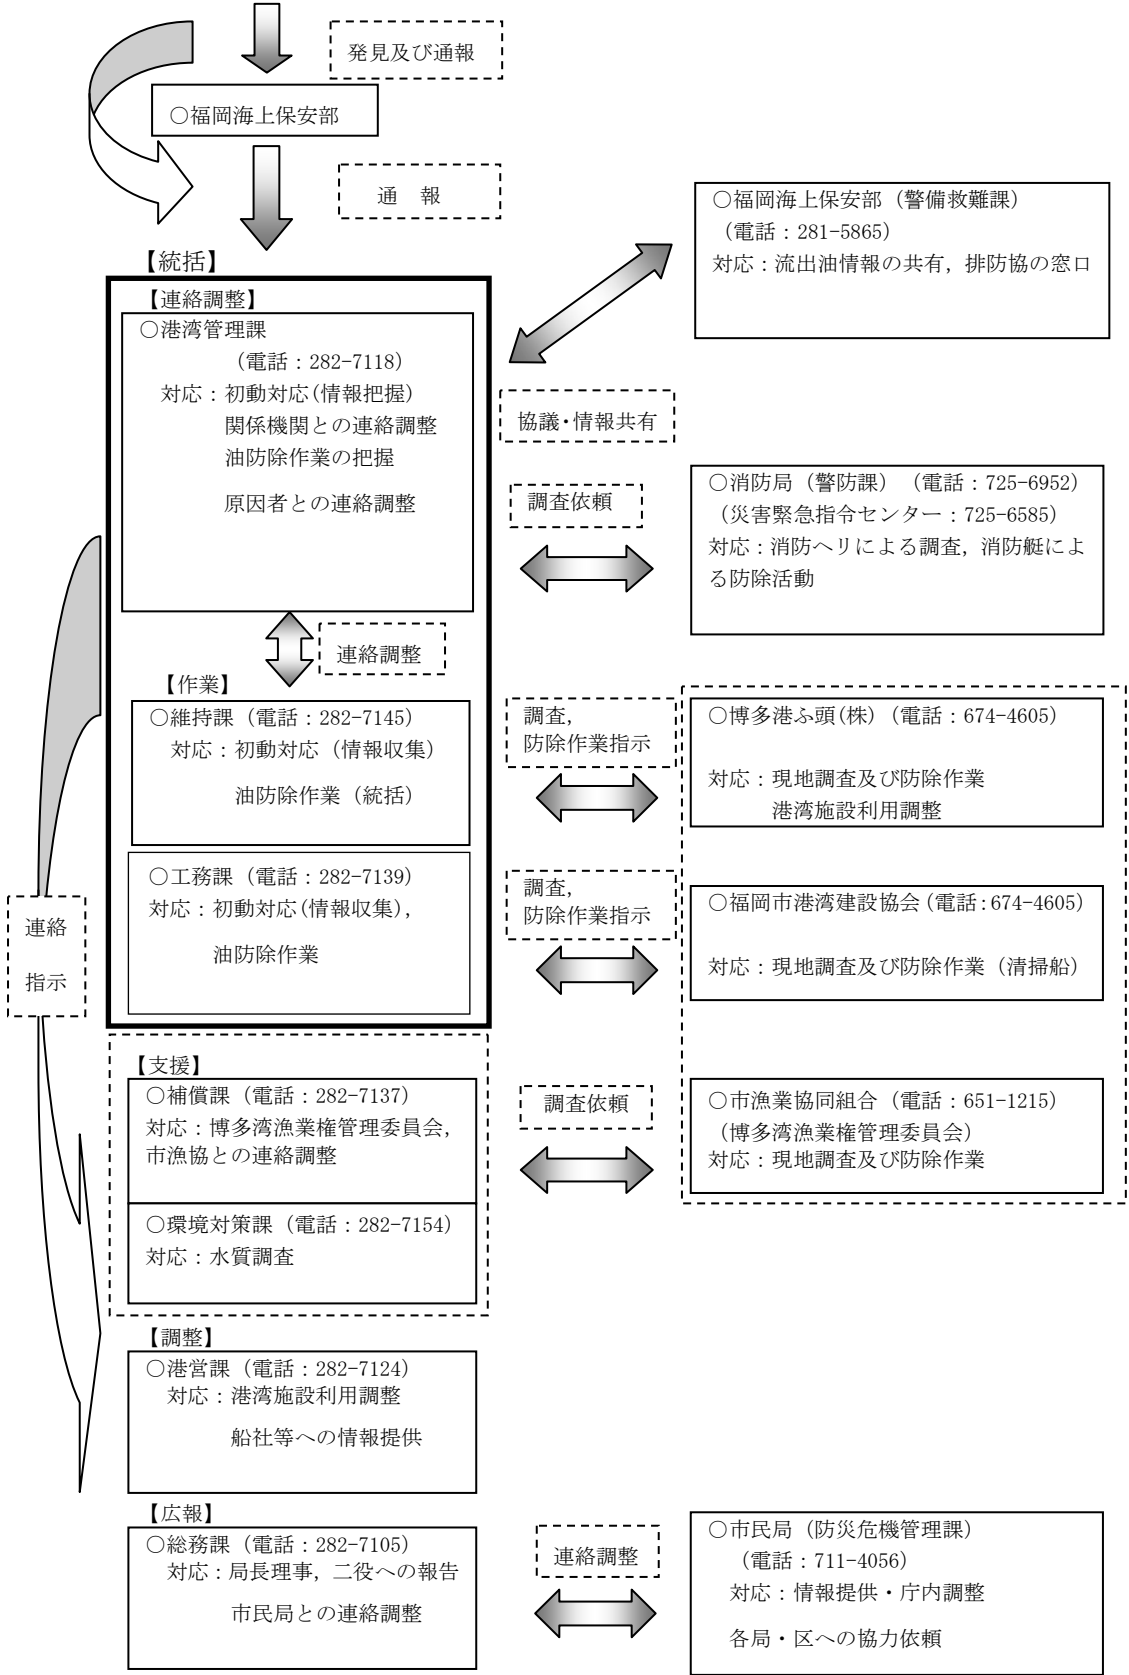 発見及び通報
○福岡海上保安部
通　報
○福岡海上保安部（警備救難課）
（電話：281-5865）
対応：流出油情報の共有，排防協の窓口
【統括】
【連絡調整】
○港湾管理課
（電話：282-7118）
対応：初動対応(情報把握)
関係機関との連絡調整
油防除作業の把握
原因者との連絡調整
協議・情報共有
調査依頼
○消防局（警防課）（電話：725-6952）
（災害緊急指令センター：725-6585）
対応：消防ヘリによる調査，消防艇によ
る防除活動
連絡調整
【作業】
○維持課（電話：282-7145）
対応：初動対応（情報収集）
油防除作業（統括）
調査，
防除作業指示
○博多港ふ頭(株)（電話：674-4605）
対応：現地調査及び防除作業
港湾施設利用調整
○工務課（電話：282-7139）
対応：初動対応(情報収集)，
油防除作業
調査，
防除作業指示
○福岡市港湾建設協会(電話:674-4605)
対応：現地調査及び防除作業（清掃船）
連絡
指示
【支援】
○補償課（電話：282-7137）
対応：博多湾漁業権管理委員会，
市漁協との連絡調整
調査依頼
○市漁業協同組合（電話：651-1215）
（博多湾漁業権管理委員会）
対応：現地調査及び防除作業
○環境対策課（電話：282-7154）
対応：水質調査
【調整】
○港営課（電話：282-7124）
対応：港湾施設利用調整
船社等への情報提供
【広報】
○総務課（電話：282-7105）
対応：局長理事，二役への報告
市民局との連絡調整
連絡調整
○市民局（防災危機管理課）
（電話：711-4056）
対応：情報提供・庁内調整
各局・区への協力依頼